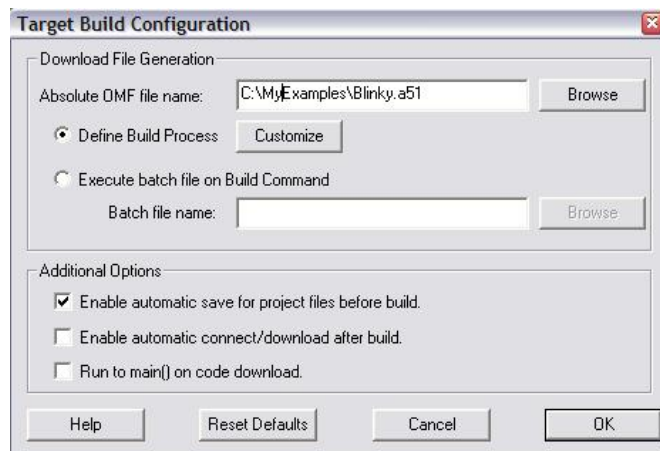 Target Build Configuration
Download File Generation
Absolute OMF file name: C:\MyExamples\Blinky.a51 Browse
Define Build Process Customize
Execute batch file on Build Command
Batch file name: Browse
Additional Options
Enable automatic save for project files before build.
Enable automatic connect/download after build.
Run to main() on code download.
Help Reset Defaults Cancel OK